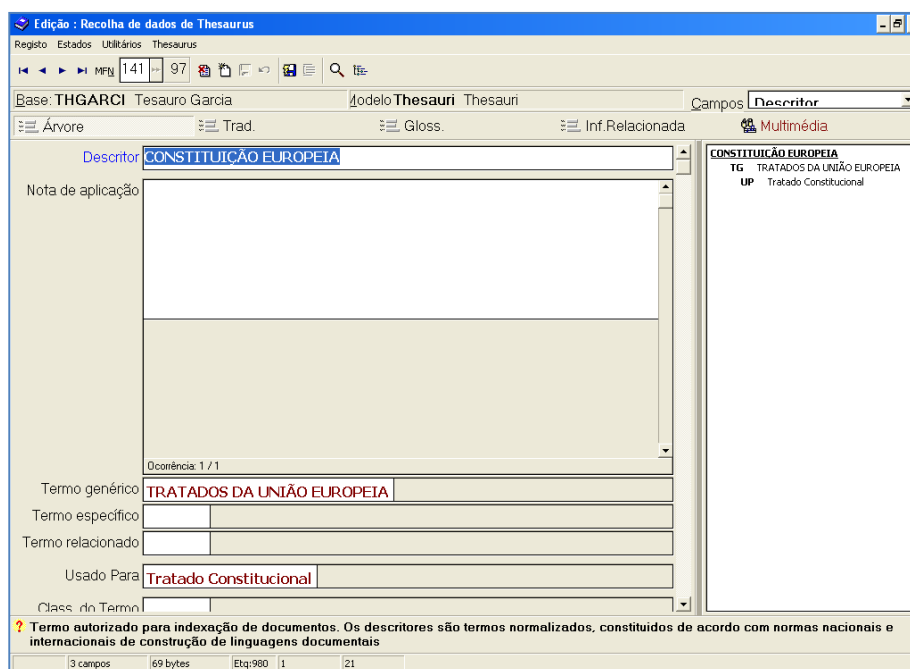 Edição : Recolha de dados de Thesaurus
Registo Estados Utilitários Thesaurus
MFN 141 97
Base: THGARCI Tesauro Garcia Modelo Thesauri Thesauri Campos Descritor
Árvore Trad. Gloss. Inf.Relacionada Multimédia
Descritor CONSTITUIÇÃO EUROPEIA
Nota de aplicação
Ocorrência: 1 / 1
Termo genérico TRATADOS DA UNIÃO EUROPEIA
Termo específico
Termo relacionado
Usado Para Tratado Constitucional
Class. do Termo
CONSTITUIÇÃO EUROPEIA
TG TRATADOS DA UNIÃO EUROPEIA
UP Tratado Constitucional
? Termo autorizado para indexação de documentos. Os descritores são termos normalizados, constituidos de acordo com normas nacionais e
internacionais de construção de linguagens documentais
3 campos 69 bytes Etq:980 1 21